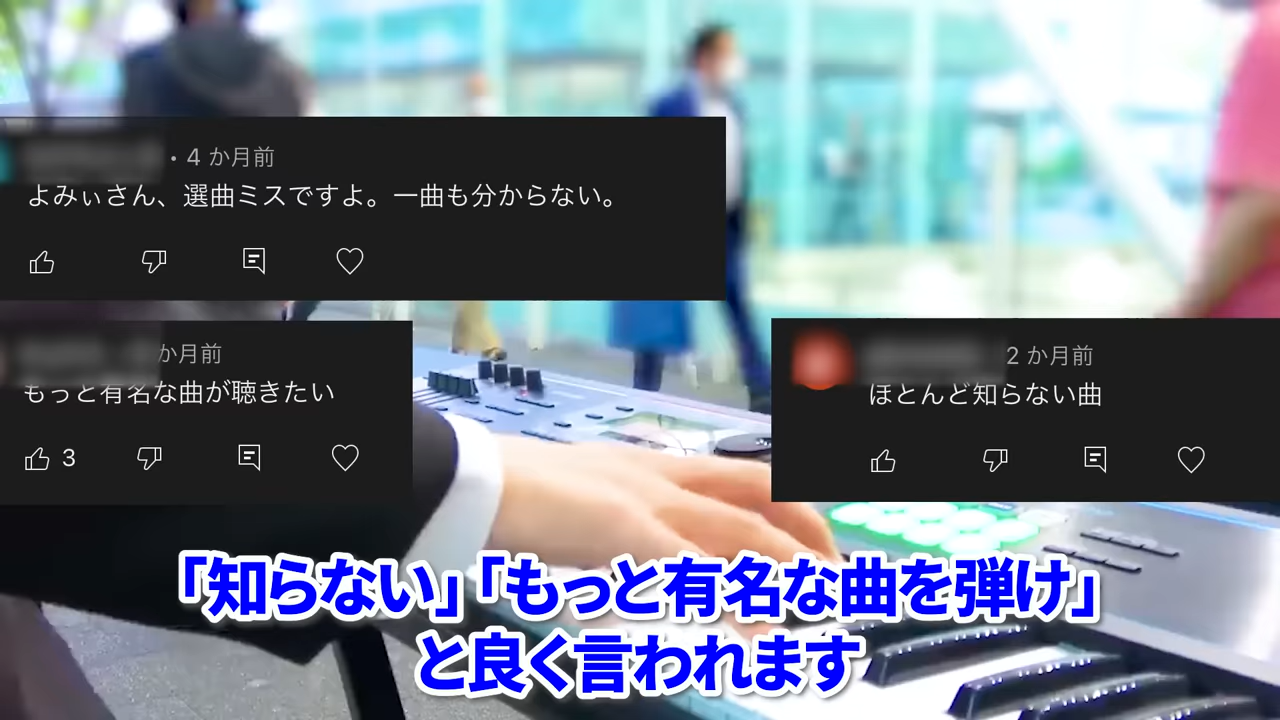 ・4 か月前
よみぃさん、選曲ミスですよ。一曲も分からない。
か月前
もっと有名な曲が聴きたい
3
2 か月前
ほとんど知らない曲
「知らない」「もっと有名な曲を弾け」
と良く言われます